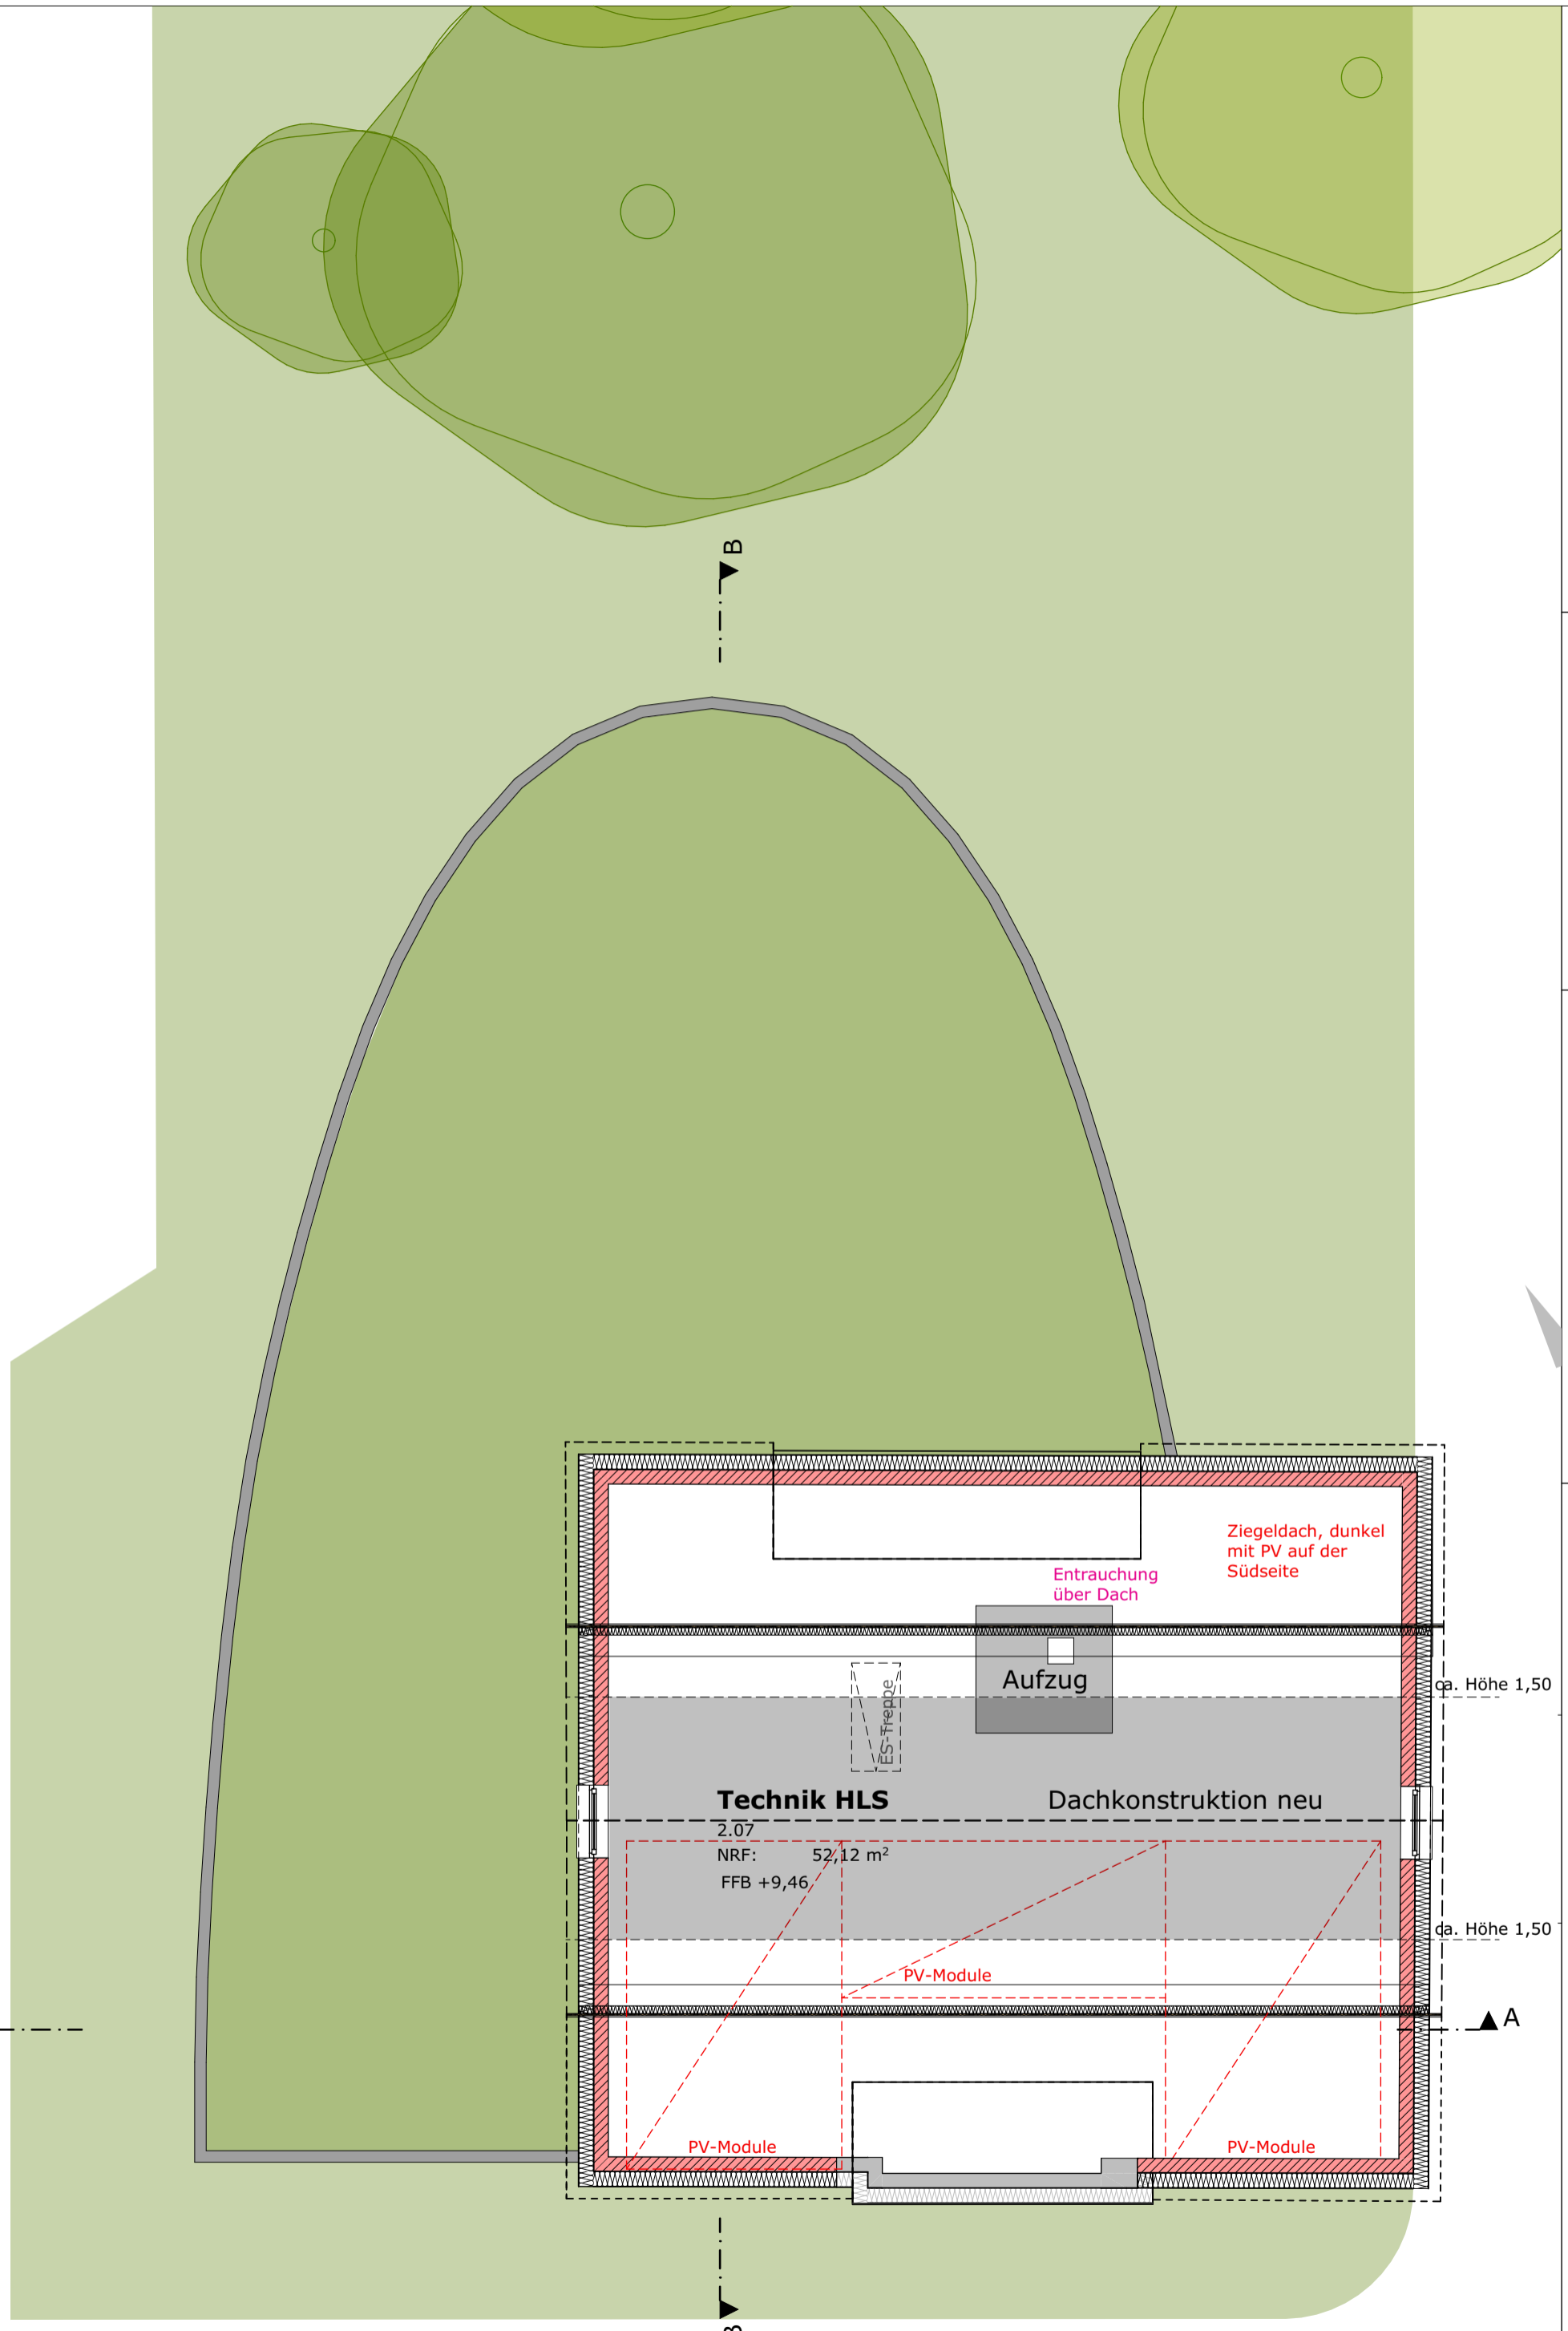 B
Ziegeldach, dunkel
mit PV auf der
Südseite
Entrauchung
über Dach
Aufzug
ca. Höhe 1,50
ES-Treppe
Technik HLS
Dachkonstruktion neu
2.07
NRF: 52,12 m²
FFB +9,46
ca. Höhe 1,50
PV-Module
A
PV-Module
PV-Module
B